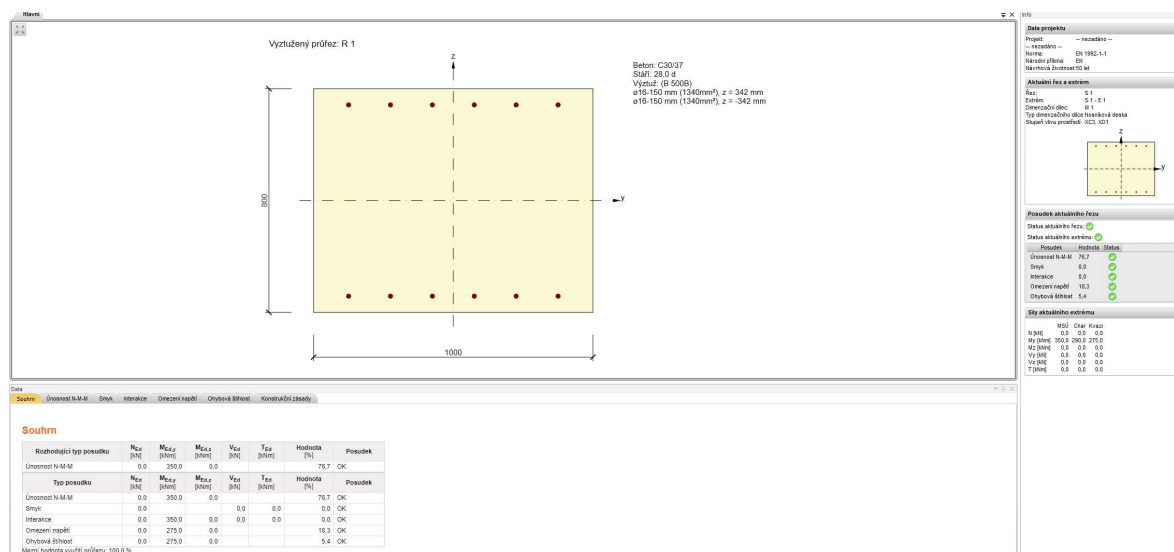 Hlavní
Vyztužený průřez: R 1
z
y
800
1000
Beton: C30/37
Stáří: 28,0 d
Výztuž: (B 500B)
ø16-150 mm (1340mm²), z = 342 mm
ø16-150 mm (1340mm²), z = -342 mm
Data
Souhrn Únosnost N-M-M Smyk Interakce Omezení napětí Ohybová štíhlost Konstrukční zásady
Souhrn
Rozhodující typ posudku NEd [kN] MEd,y [kNm] MEd,z [kNm] VEd [kN] TEd [kNm] Hodnota [%] Posudek
Únosnost N-M-M 0,0 350,0 0,0 76,7 OK
Typ posudku NEd [kN] MEd,y [kNm] MEd,z [kNm] VEd [kN] TEd [kNm] Hodnota [%] Posudek
Únosnost N-M-M 0,0 350,0 0,0 76,7 OK
Smyk 0,0 0,0 0,0 0,0 OK
Interakce 0,0 350,0 0,0 0,0 0,0 0,0 OK
Omezení napětí 0,0 275,0 0,0 18,3 OK
Ohybová štíhlost 0,0 275,0 0,0 5,4 OK
Mezní hodnota využití průřezu: 100,0 %
Info
Data projektu
Projekt: -- nezadáno --
-- nezadáno --
Norma: EN 1992-1-1
Národní příloha: EN
Návrhová životnost: 50 let
Aktuální řez a extrém
Řez: S 1
Extrém: S 1 - E 1
Dimenzační dílec: M 1
Typ dimenzačního dílce: Nosníková deska
Stupeň vlivu prostředí XC3, XD1
z
y
Posudek aktuálního řezu
Status aktuálního řezu:
Status aktuálního extrému:
Posudek Hodnota Status
Únosnost N-M-M 76,7
Smyk 0,0
Interakce 0,0
Omezení napětí 18,3
Ohybová štíhlost 5,4
Síly aktuálního extrému
MSÚ Char Kvazi
N [kN] 0,0 0,0 0,0
My [kNm] 350,0 290,0 275,0
Mz [kNm] 0,0 0,0 0,0
Vy [kN] 0,0 0,0 0,0
Vz [kN] 0,0 0,0 0,0
T [kNm] 0,0 0,0 0,0